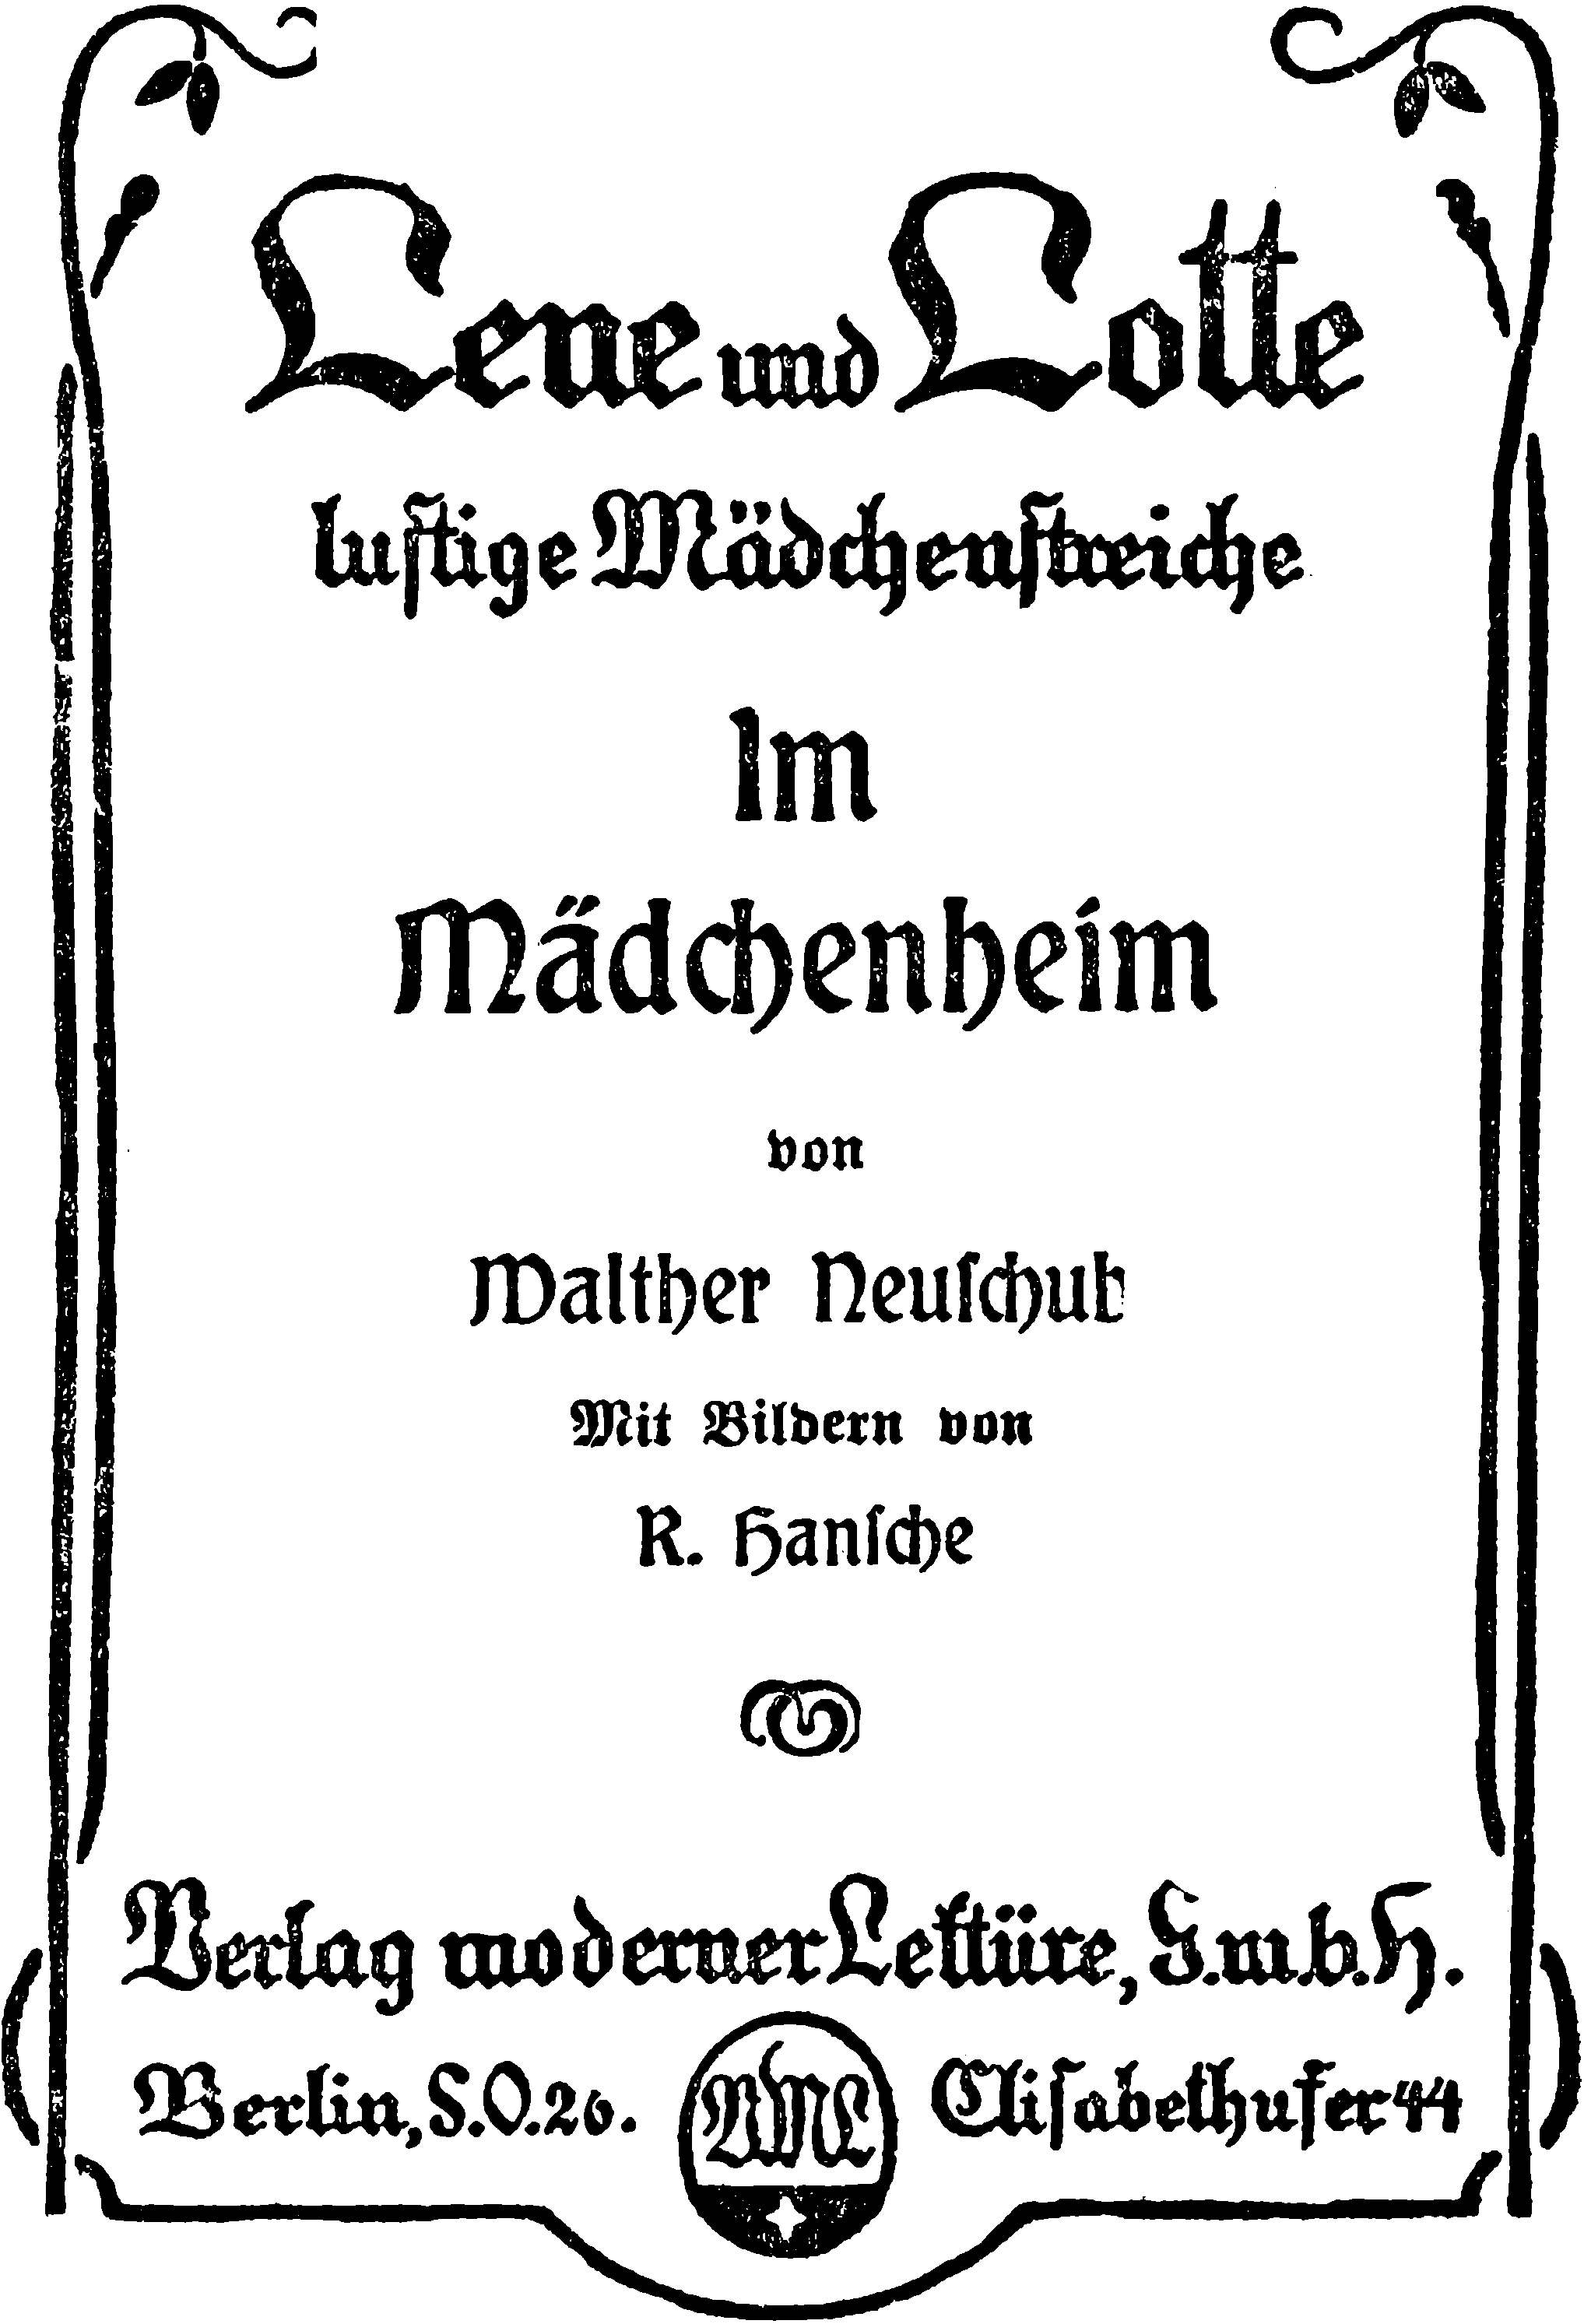 Lene und Lotte
luſtige Mädchenſtreiche
Im
Mädchenheim
von
Walther Neuſchub
Mit Bildern von
R. Hanſche
Verlag moderner Lektüre, G.m.b.H.
Berlin, S.O.26. VML Eliſabethufer 44